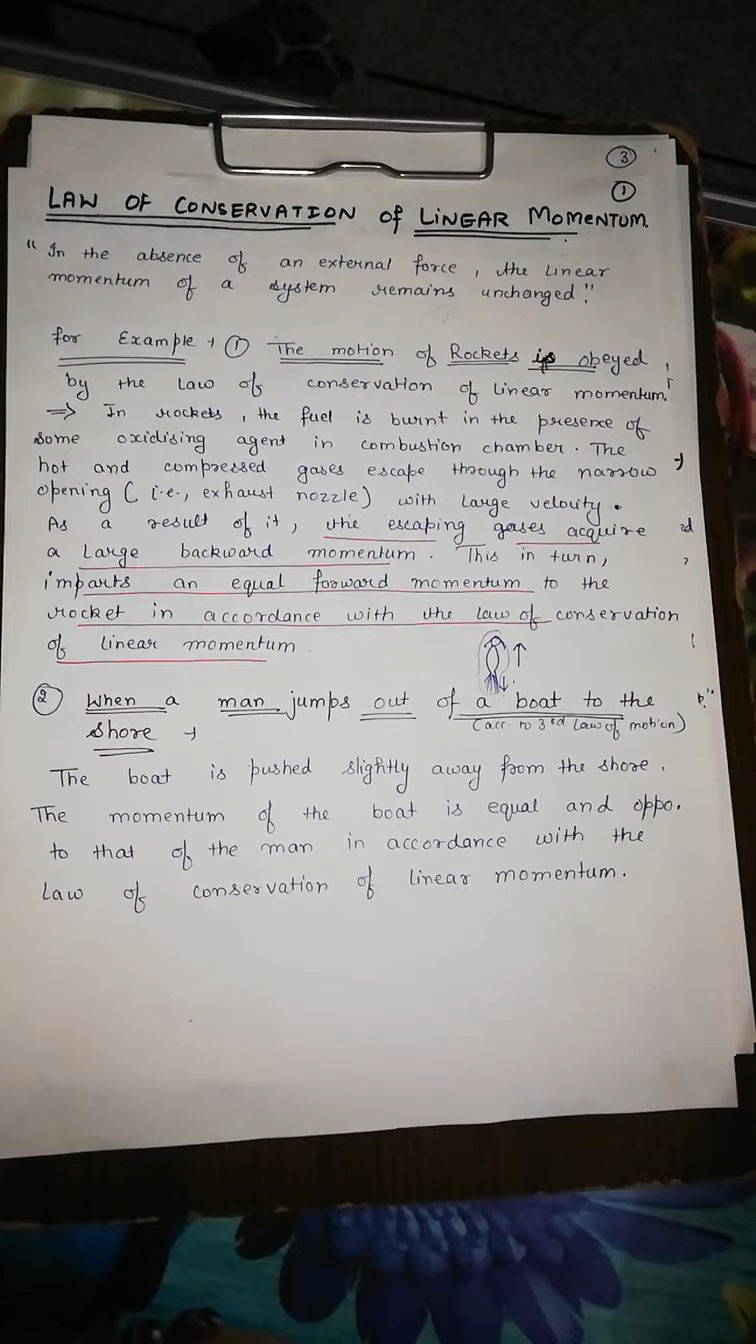 ③
①
LAW OF CONSERVATION of LINEAR MOMENTUM.
"In the absence of an external force, the linear
momentum of a system remains unchanged."
for Example → ① The motion of Rockets is obeyed
by the law of conservation of linear momentum.
⇒ In rockets, the fuel is burnt in the presence of
some oxidising agent in combustion chamber. The
hot and compressed gases escape through the narrow
opening (i.e., exhaust nozzle) with large velocity.
As a result of it, the escaping gases acquire
a large backward momentum. This in turn,
imparts an equal forward momentum to the
rocket in accordance with the law of conservation
of linear momentum.
② When a man jumps out of a boat to the
(acc to 3rd law of motion)
shore →
The boat is pushed slightly away from the shore.
The momentum of the boat is equal and oppo.
to that of the man in accordance with the
law of conservation of linear momentum.